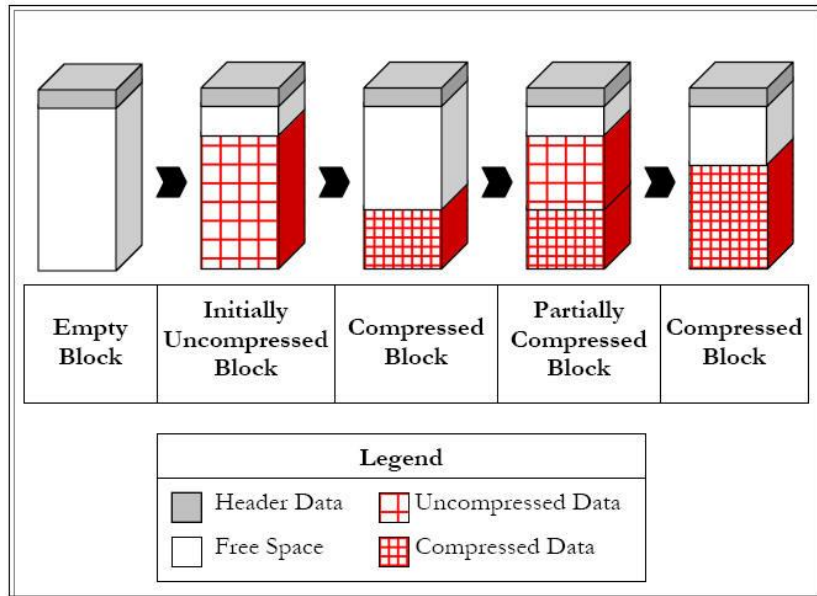 Empty
Block
Initially
Uncompressed
Block
Compressed
Block
Partially
Compressed
Block
Compressed
Block
Legend
Header Data
Uncompressed Data
Free Space
Compressed Data